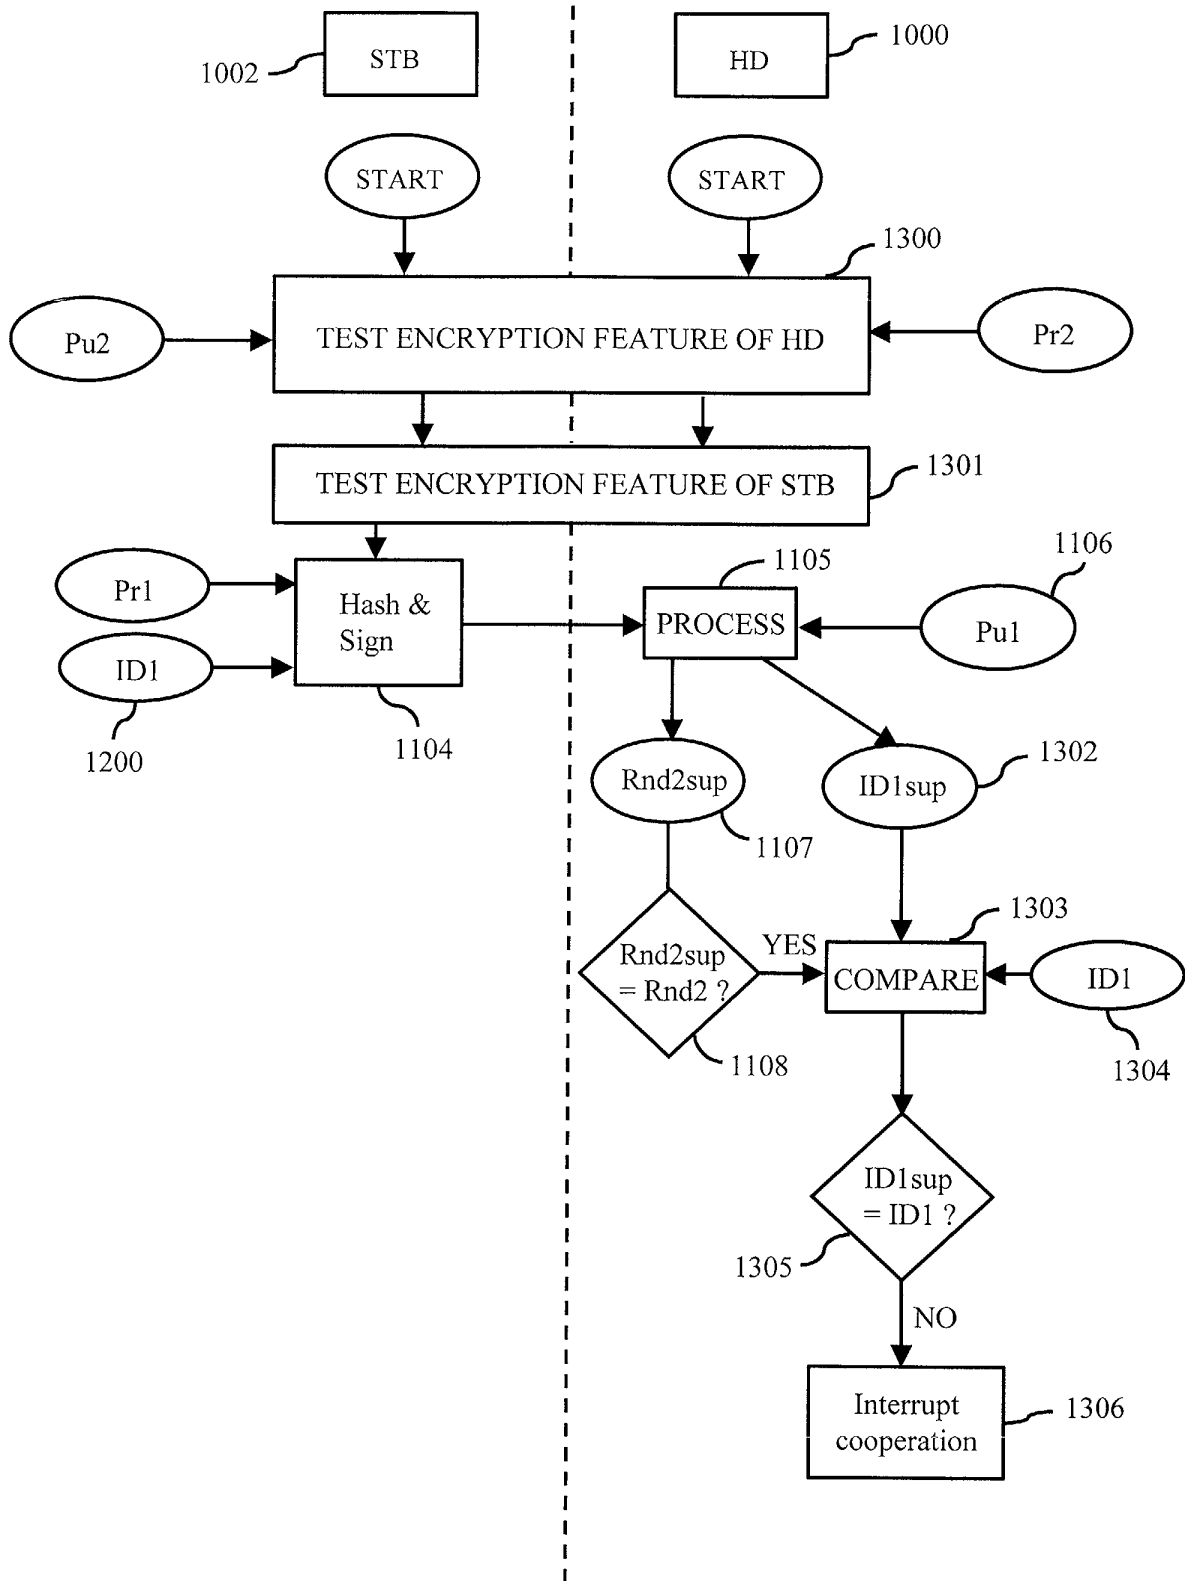 STB
1002
HD
1000
START
START
1300
Pu2
TEST ENCRYPTION FEATURE OF HD
Pr2
TEST ENCRYPTION FEATURE OF STB
1301
Pr1
ID1
1200
Hash &
Sign
1104
1105
PROCESS
1106
Pu1
Rnd2sup
1107
ID1sup
1302
Rnd2sup
= Rnd2 ?
1108
YES
1303
COMPARE
ID1
1304
ID1sup
= ID1 ?
1305
NO
Interrupt
cooperation
1306